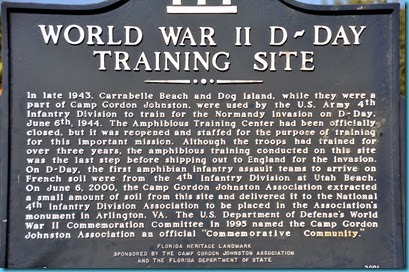 WORLD WAR II D-DAY
TRAINING SITE
In late 1943, Carrabelle Beach and Dog Island, while they were a
part of Camp Gordon Johnston, were used by the U.S. Army 4th
Infantry Division to train for the Normandy invasion on D-Day,
June 6th, 1944. The Amphibious Training Center had been officially
closed, but it was reopened and staffed for the purpose of training
for this important mission. Although the troops had trained for
over three years, the amphibious training conducted on this site
was the last step before shipping out to England for the invasion.
On D-Day, the first amphibian infantry assault teams to arrive on
French soil were from the 4th Infantry Division at Utah Beach.
On June 6, 2000, the Camp Gordon Johnston Association extracted
a small amount of soil from this site and delivered it to the National
4th Infantry Division Association to be placed in the Association's
monument in Arlington, VA. The U.S. Department of Defense's World
War II Commemoration Committee in 1995 named the Camp Gordon
Johnston Association an official "Commemorative Community."
FLORIDA HERITAGE LANDMARK
SPONSORED BY THE CAMP GORDON JOHNSTON ASSOCIATION
AND THE FLORIDA DEPARTMENT OF STATE